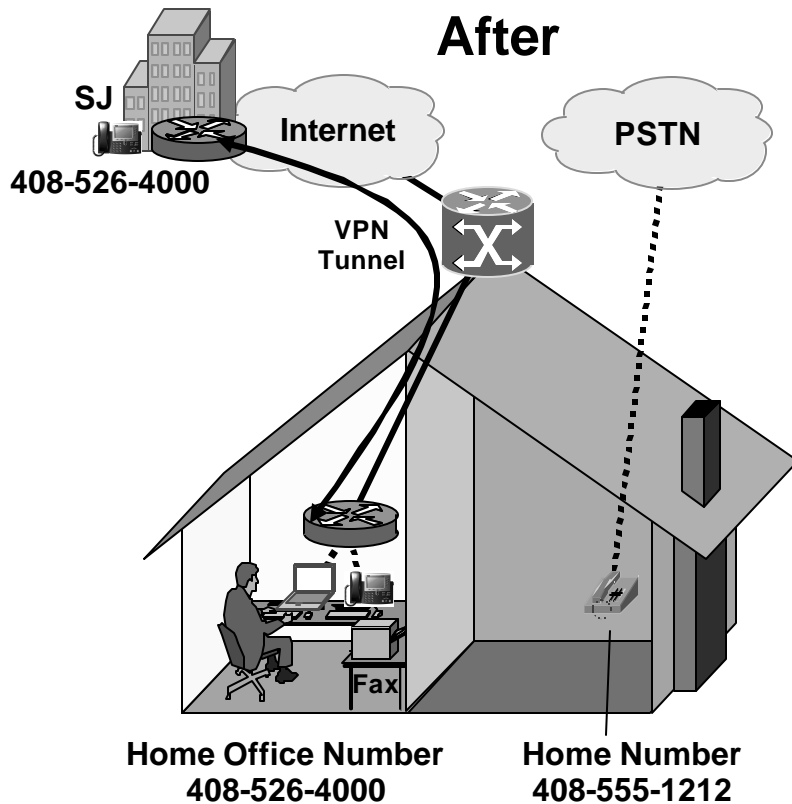 After
SJ
Internet
PSTN
408-526-4000
VPN
Tunnel
Fax
Home Office Number
408-526-4000
Home Number
408-555-1212